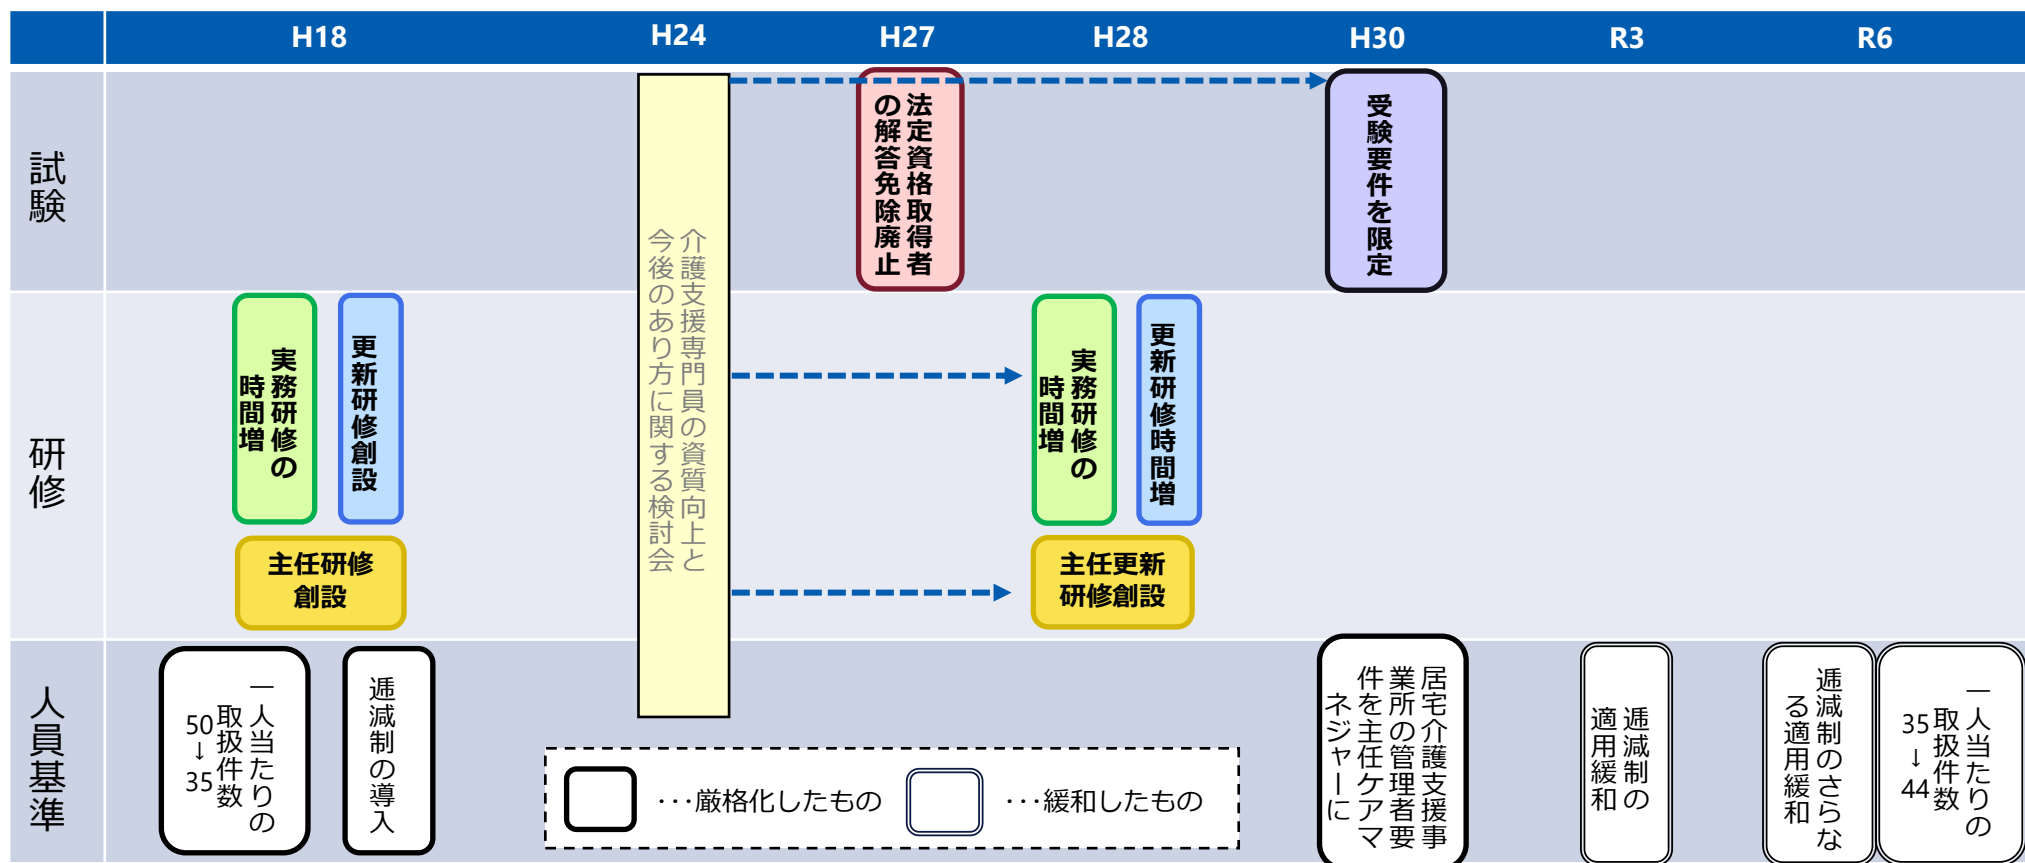 H18
H24
H27
H28
H30
R3
R6
試験
法定資格取得者
の解答免除廃止
受験要件を限定
介護支援専門員の資質向上と
今後のあり方に関する検討会
研修
実務研修の
時間増
更新研修創設
主任研修
創設
実務研修の
時間増
更新研修時間増
主任更新
研修創設
人員基準
一人当たりの
取扱件数
50
↓
35
逓減制の導入
居宅介護支援事
業所の管理者要
件を主任ケアマ
ネジャーに
逓減制の
適用緩和
逓減制のさらな
る適用緩和
一人当たりの
取扱件数
35
↓
44
…厳格化したもの
…緩和したもの